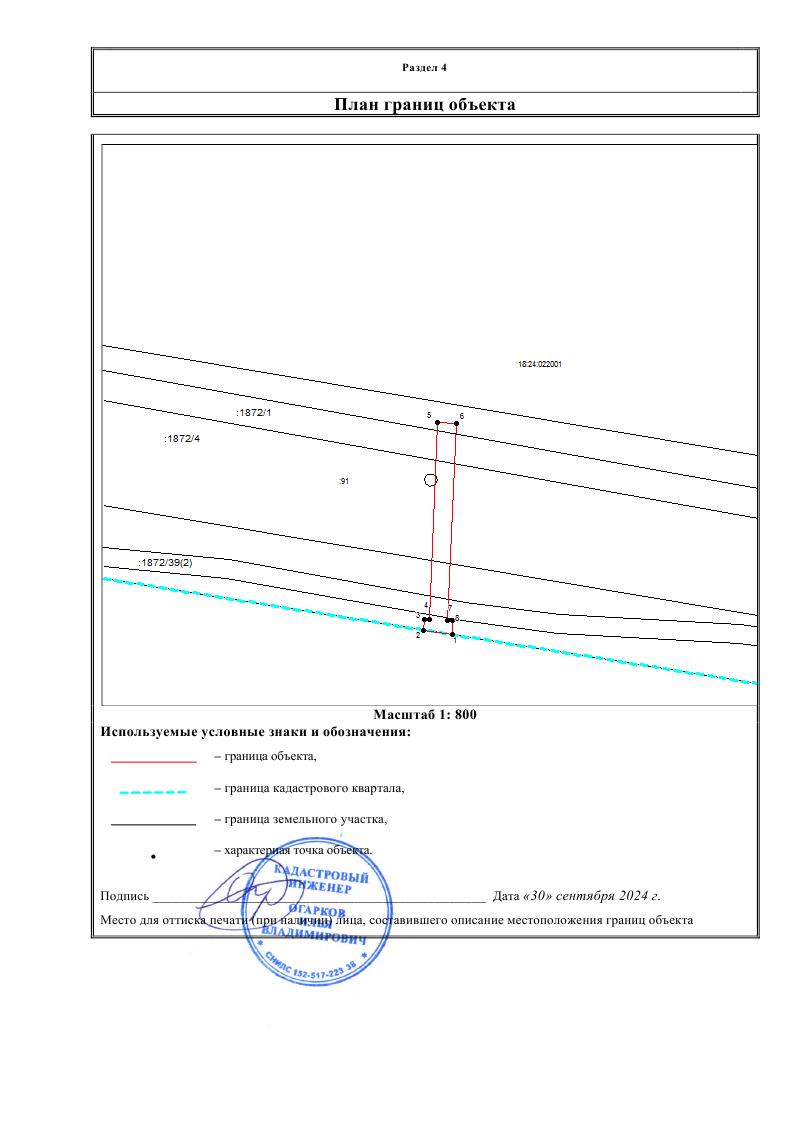 Раздел 4
План границ объекта
18:24:022001
:1872/1
5
6
:1872/4
:91
:1872/39(2)
4
7
3
8
2
1
Масштаб 1: 800
Используемые условные знаки и обозначения:
– граница объекта,
– граница кадастрового квартала,
– граница земельного участка,
– характерная точка объекта.
КАДАСТРОВЫЙ
ИНЖЕНЕР
Подпись Дата «30» сентября 2024 г.
ОГАРКОВ
ИЛЬЯ
Место для оттиска печати (при наличии) лица, составившего описание местоположения границ объекта
ВЛАДИМИРОВИЧ
* СНИЛС 152-517-223 38 *